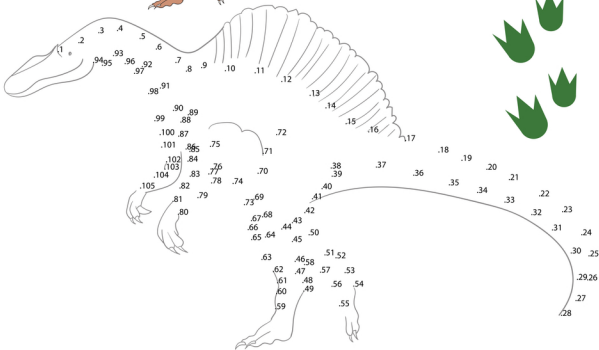 .1 .2 .3 .4 .5 .6 .7 .8 .9 .10 .11 .12 .13 .14 .15 .16 .17
.18 .19 .20 .21 .22 .23 .24 .25 .26 .27 .28
.29 .30 .31 .32 .33 .34 .35 .36 .37 .38 .39 .40 .41 .42 .43 .44 .45 .46 .47 .48 .49
.50 .51 .52 .53 .54 .55 .56 .57 .58 .59 .60 .61 .62 .63 .64 .65 .66 .67 .68 .69 .70 .71 .72
.73 .74 .75 .76 .77 .78 .79 .80 .81 .82 .83 .84 .85 .86 .87 .88 .89 .90 .91 .92 .93 .94 .95 .96 .97 .98 .99
.100 .101 .102 .103 .104 .105